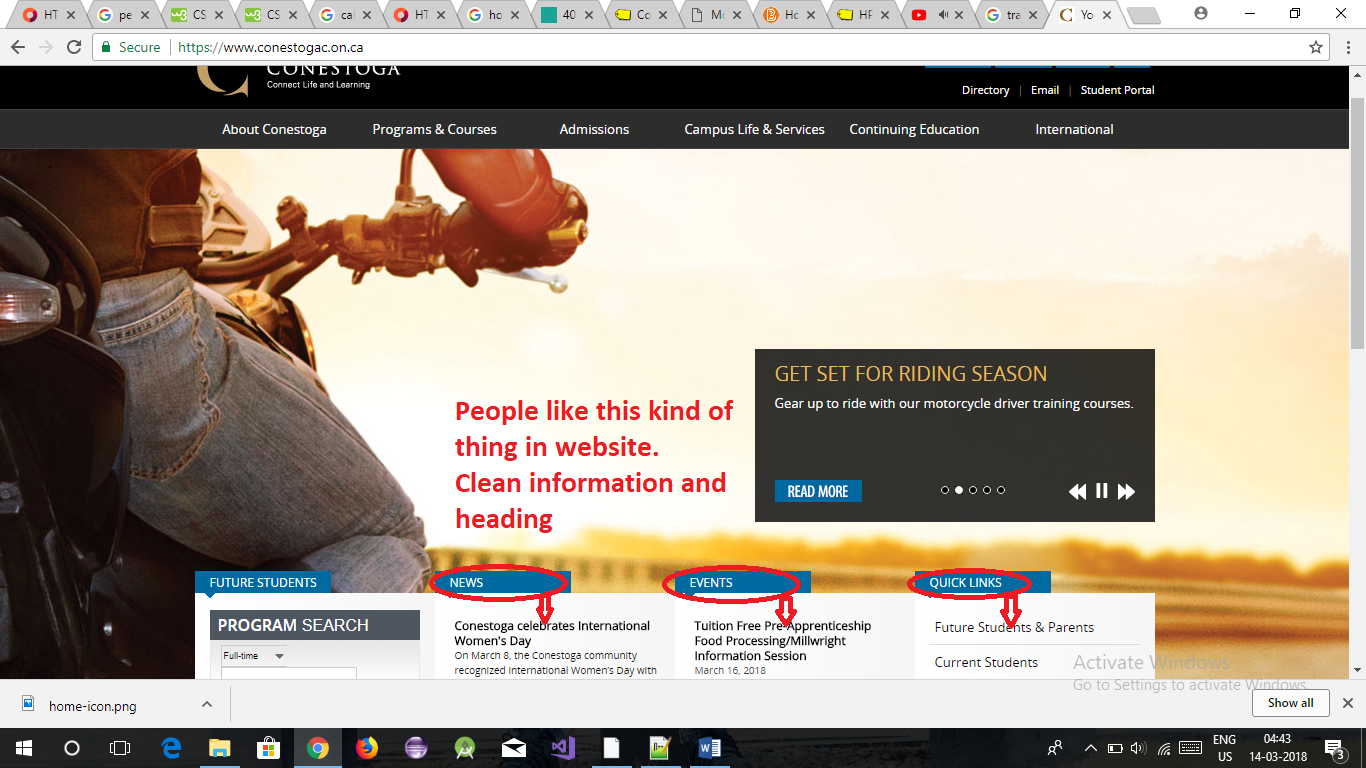 HT
pe
CS
CS
cal
HT
ho
40
Co
Mo
Ho
HP
tra
Yo
Secure | https://www.conestogac.on.ca
CONESTOGA
Connect Life and Learning
Directory | Email | Student Portal
About Conestoga Programs & Courses Admissions Campus Life & Services Continuing Education International
GET SET FOR RIDING SEASON
Gear up to ride with our motorcycle driver training courses.
READ MORE
People like this kind of
thing in website.
Clean information and
heading
FUTURE STUDENTS
PROGRAM SEARCH
Full-time
NEWS
Conestoga celebrates International
Women's Day
On March 8, the Conestoga community
recognized International Women's Day with
EVENTS
Tuition Free Pre-Apprenticeship
Food Processing/Millwright
Information Session
March 16, 2018
QUICK LINKS
Future Students & Parents
Current Students
Activate Windows
Go to Settings to activate Windows.
home-icon.png
Show all
ENG
US
04:43
14-03-2018
3